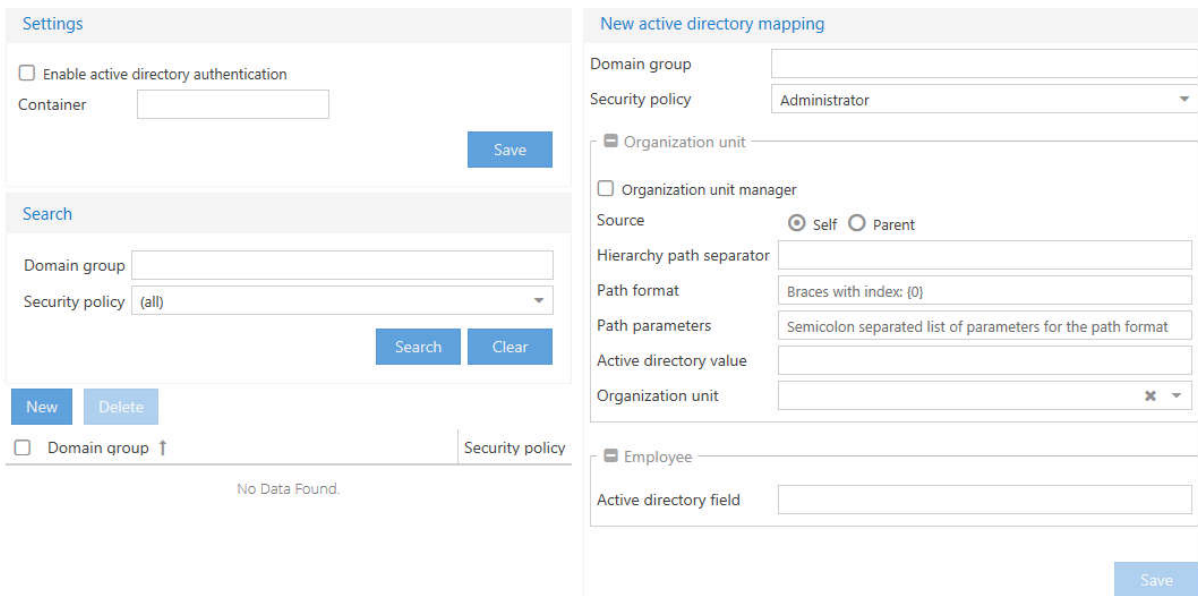 Settings
Enable active directory authentication
Container
Save
Search
Domain group
Security policy (all)
Search Clear
New Delete
Domain group ↑ Security policy
No Data Found.
New active directory mapping
Domain group
Security policy Administrator
Organization unit
Organization unit manager
Source Self Parent
Hierarchy path separator
Path format Braces with index: {0}
Path parameters Semicolon separated list of parameters for the path format
Active directory value
Organization unit
Employee
Active directory field
Save